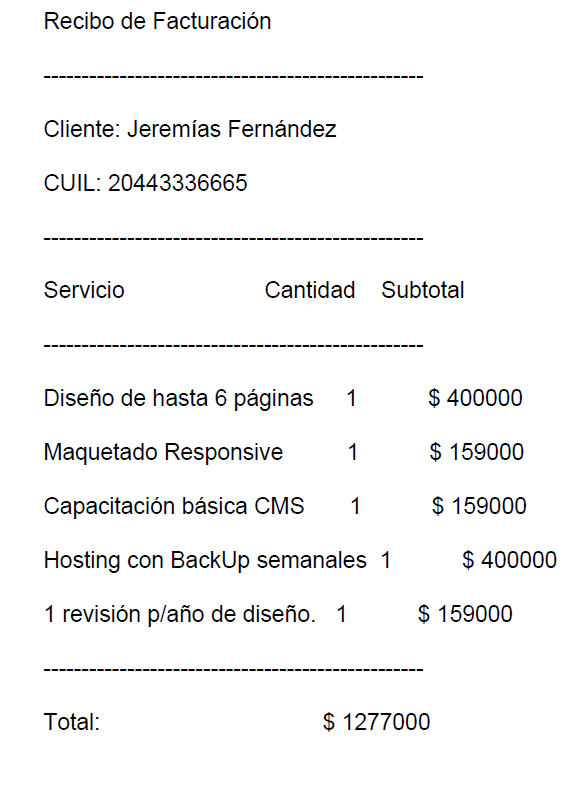 Recibo de Facturación
--------------------------------------------------
Cliente: Jeremías Fernández
CUIL: 20443336665
--------------------------------------------------
Servicio Cantidad Subtotal
--------------------------------------------------
Diseño de hasta 6 páginas 1 $ 400000
Maquetado Responsive 1 $ 159000
Capacitación básica CMS 1 $ 159000
Hosting con BackUp semanales 1 $ 400000
1 revisión p/año de diseño. 1 $ 159000
--------------------------------------------------
Total: $ 1277000